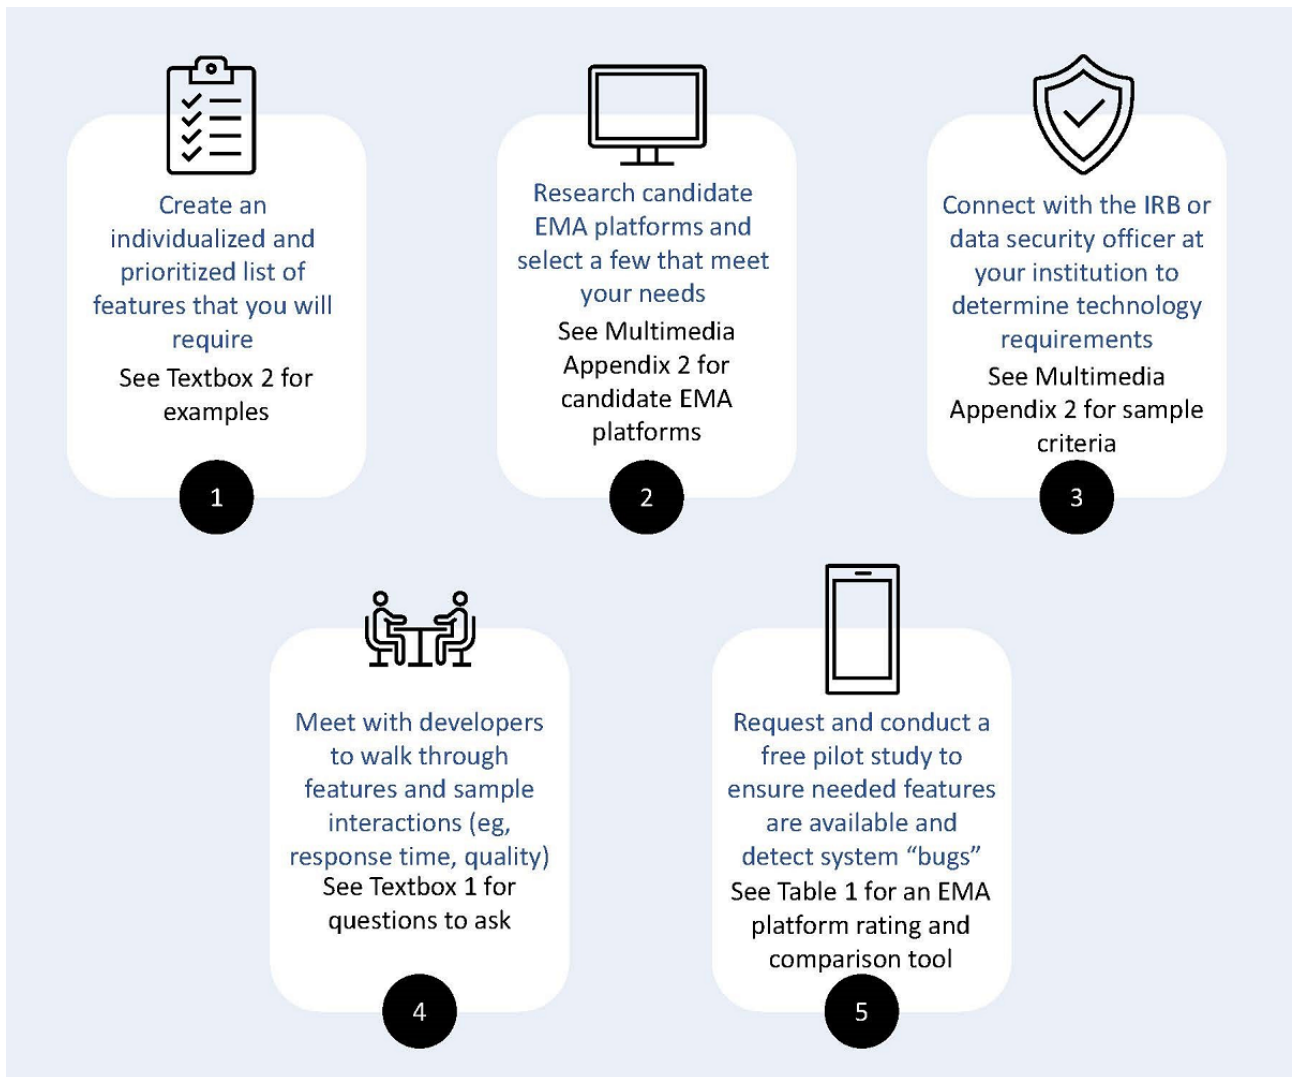 Create an
individualized and
prioritized list of
features that you will
require
See Textbox 2 for
examples
1
Research candidate
EMA platforms and
select a few that meet
your needs
See Multimedia
Appendix 2 for
candidate EMA
platforms
2
Connect with the IRB or
data security officer at
your institution to
determine technology
requirements
See Multimedia
Appendix 2 for sample
criteria
3
Meet with developers
to walk through
features and sample
interactions (eg,
response time, quality)
See Textbox 1 for
questions to ask
4
Request and conduct a
free pilot study to
ensure needed features
are available and
detect system “bugs”
See Table 1 for an EMA
platform rating and
comparison tool
5